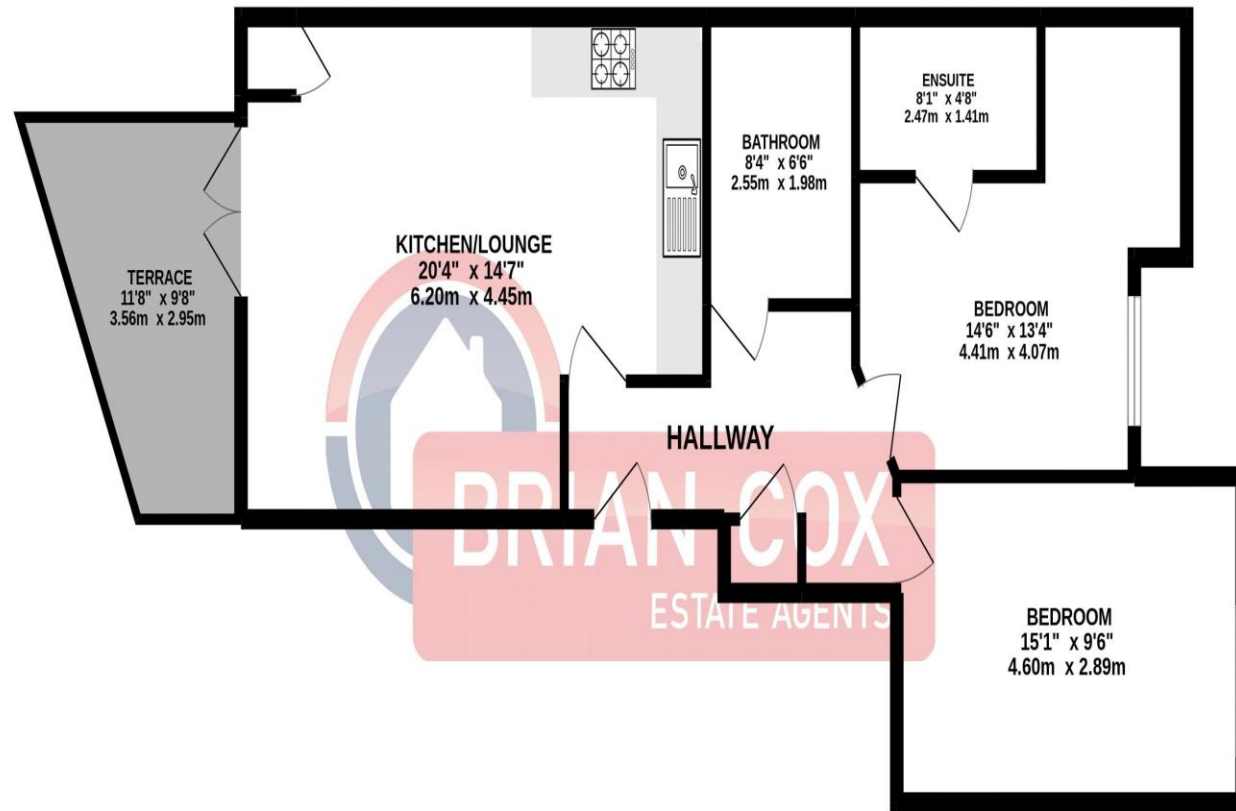 ENSUITE
8'1" x 4'8"
2.47m x 1.41m
BATHROOM
8'4" x 6'6"
2.55m x 1.98m
KITCHEN/LOUNGE
20'4" x 14'7"
6.20m x 4.45m
TERRACE
11'8" x 9'8"
3.56m x 2.95m
BEDROOM
14'6" x 13'4"
4.41m x 4.07m
HALLWAY
BRIAN COX
ESTATE AGENTS
BEDROOM
15'1" x 9'6"
4.60m x 2.89m